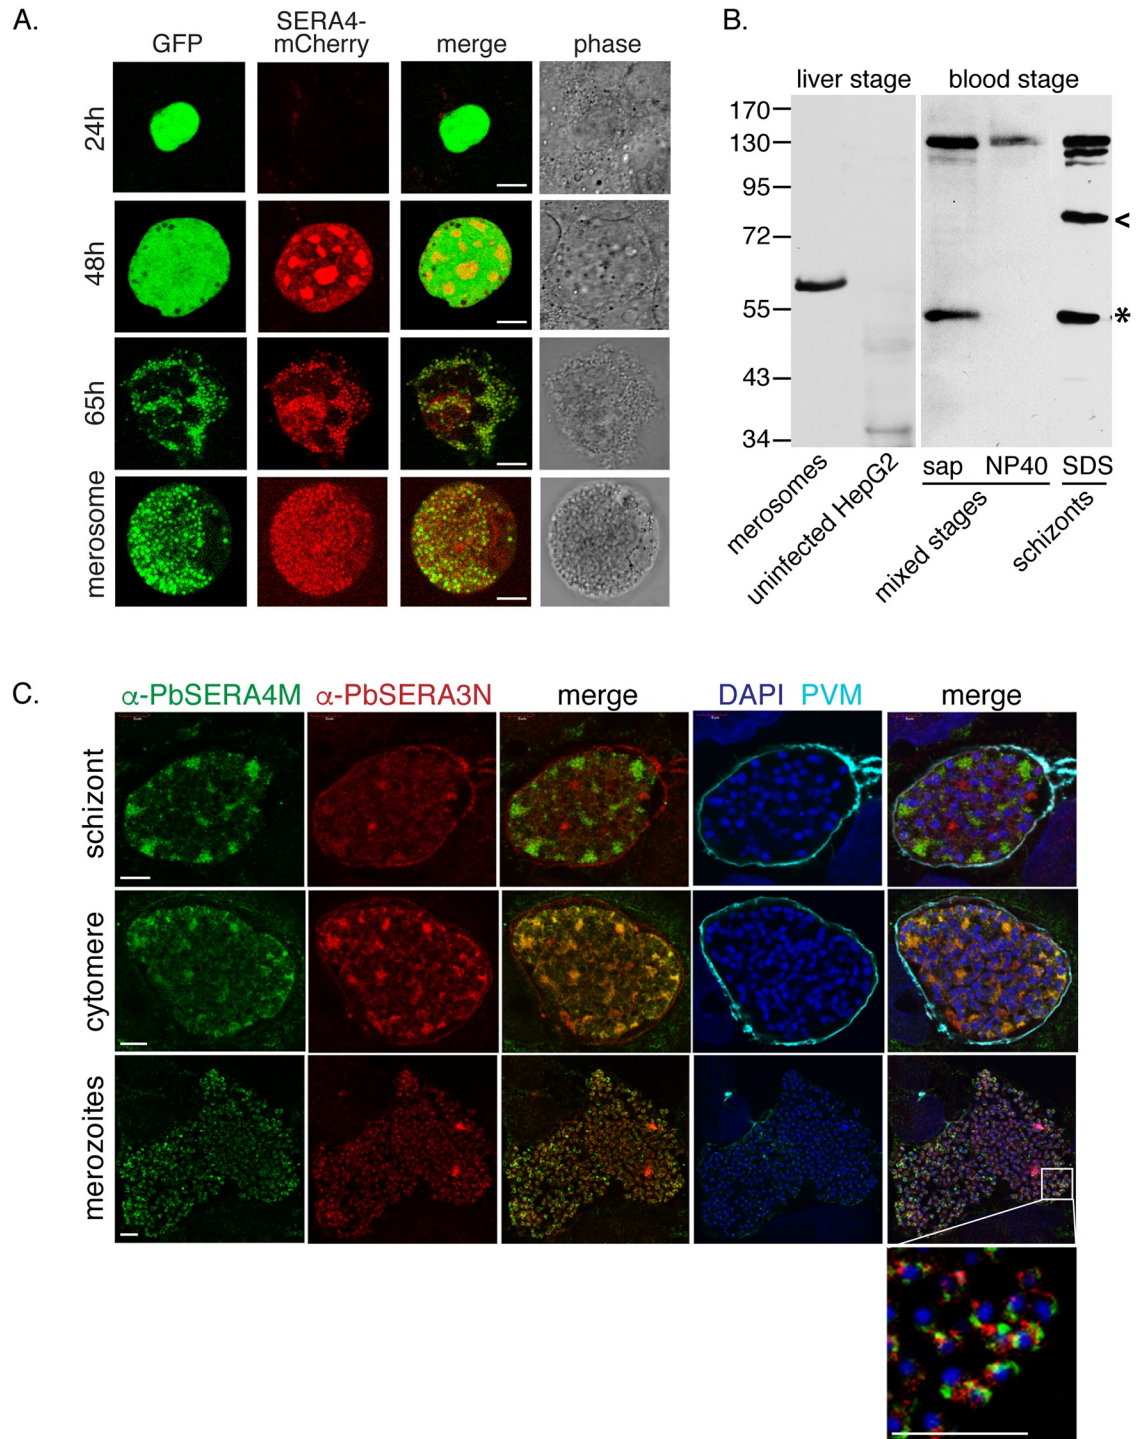 A.
GFP SERA4-mCherry merge phase
24h
48h
65h
merosome
B.
liver stage blood stage
170
130
95
72
55
43
34
<
*
sap NP40 SDS
merosomes uninfected HepG2 mixed stages schizonts
C.
α-PbSERA4M α-PbSERA3N merge DAPI PVM merge
schizont
cytomere
merozoites